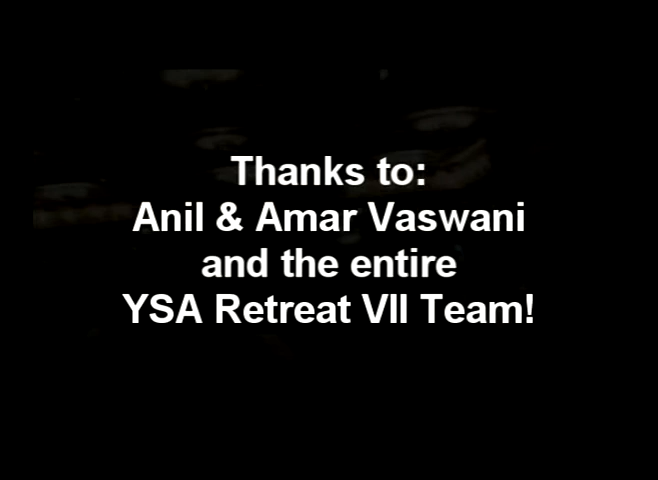 Thanks to:
Anil & Amar Vaswani
and the entire
YSA Retreat VII Team!